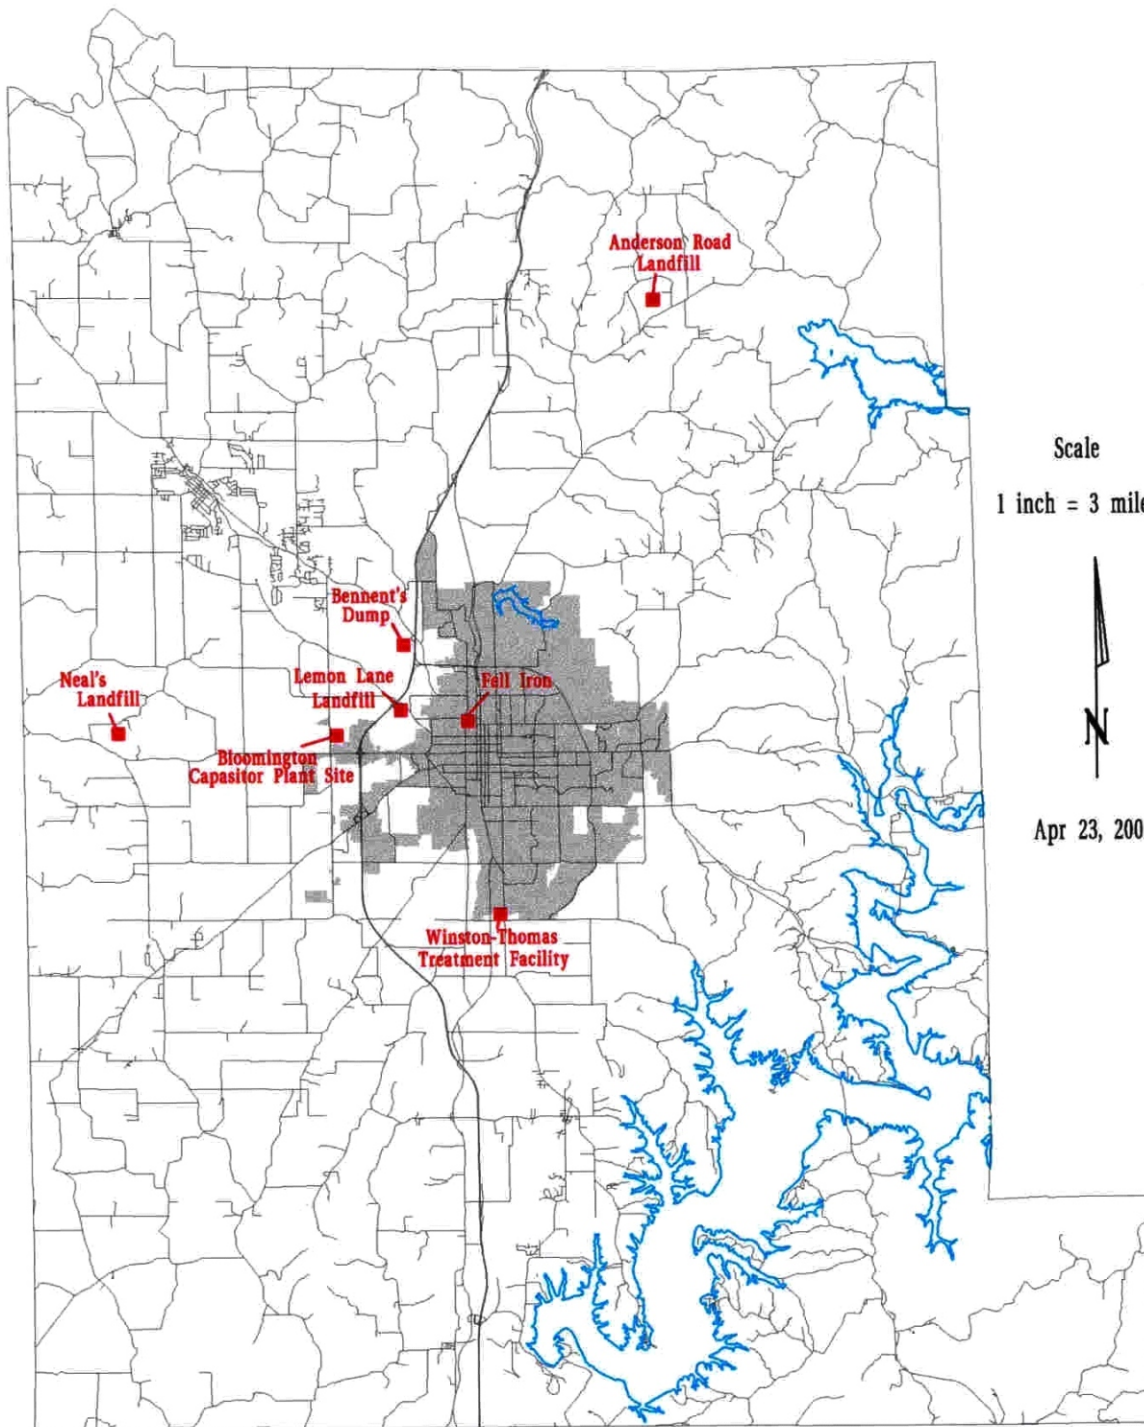 Anderson Road
Landfill
Scale
1 inch = 3 mile
Bennent's
Dump
Neal's
Landfill
Lemon Lane
Landfill
Fell Iron
Bloomington
Capasitor Plant Site
N
Apr 23, 200
Winston-Thomas
Treatment Facility